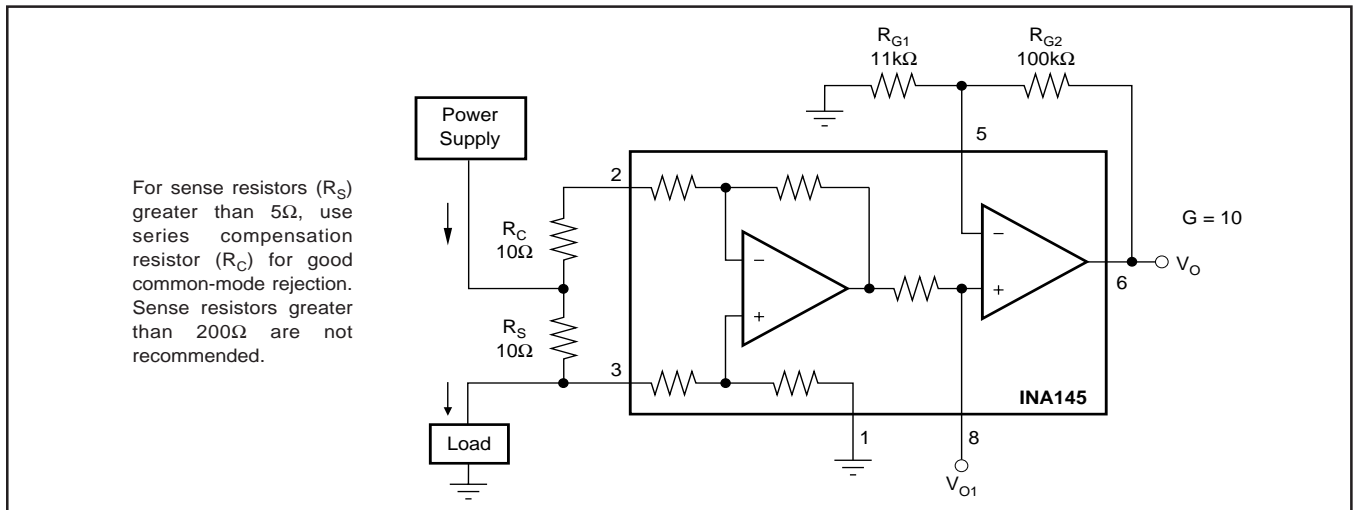 For sense resistors (RS)
greater than 5Ω, use
series compensation
resistor (RC) for good
common-mode rejection.
Sense resistors greater
than 200Ω are not
recommended.
Power
Supply
RC
10Ω
RS
10Ω
Load
2
3
RG1
11kΩ
RG2
100kΩ
5
−
+
−
+
INA145
1
8
VO1
6
G = 10
VO